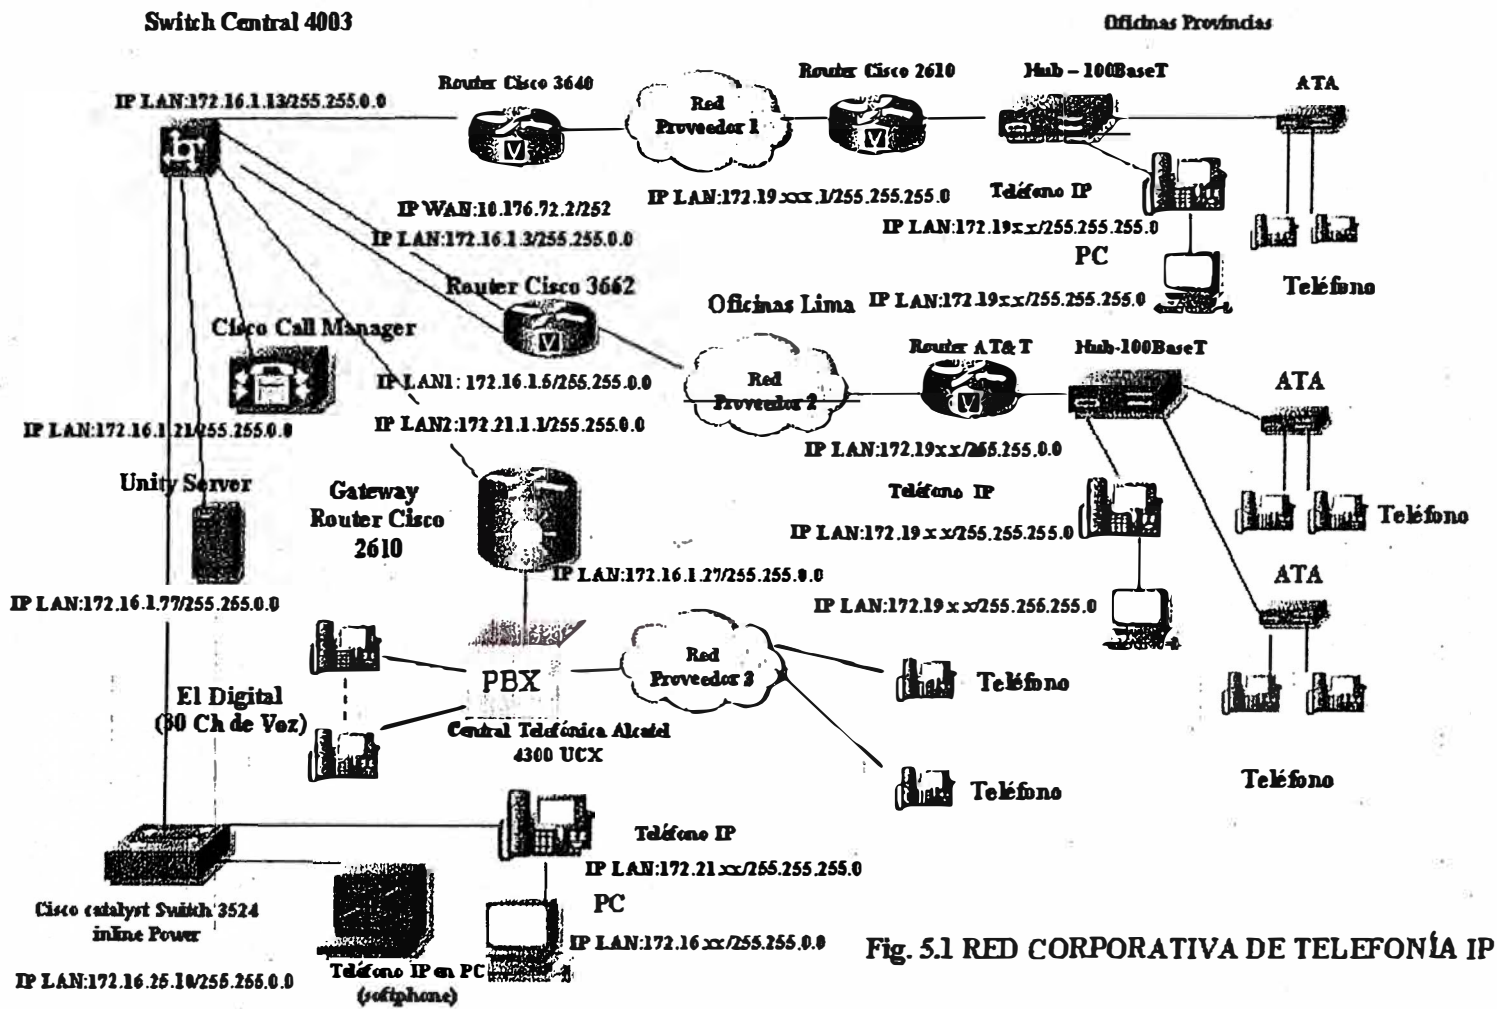 Switch Central 4003
Oficinas Províncias
Router Cisco 3640
Router Cisco 2610
Hub - 100BaseT
ATA
IP LAN:172.16.1.13/255.255.0.0
Red
Proveedor 1
IP WAN:10.176.72.2/252
IP LAN:172.19.xxx.1/255.255.255.0
Teléfono IP
IP LAN:172.16.1.3/255.255.0.0
IP LAN:172.19xx/255.255.255.0
PC
Router Cisco 3662
Oficinas Lima
IP LAN:172.19xx/255.255.255.0
Teléfono
Cisco Call Manager
Router AT&T
Hub-100BaseT
IP LAN1: 172.16.1.6/255.255.0.0
Red
Proveedor 2
ATA
IP LAN:172.16.1.21/255.255.0.0
IP LAN2:172.21.1.1/255.255.0.0
IP LAN:172.19xx/255.255.0.0
Unity Server
Gateway
Router Cisco
2610
Teléfono IP
Teléfono
IP LAN:172.19xx/255.255.255.0
IP LAN:172.16.1.27/255.255.0.0
ATA
IP LAN:172.16.1.77/255.255.0.0
IP LAN:172.19xx/255.255.255.0
Red
Proveedor 3
PBX
Teléfono
El Digital
(30 Ch de Voz)
Central Telefónica Alcatel
4300 UCX
Teléfono
Teléfono
Teléfono IP
IP LAN:172.21xx/255.255.255.0
PC
Cisco catalyst Switch 3524
inline Power
IP LAN:172.16xx/255.255.0.0
Fig. 5.1 RED CORPORATIVA DE TELEFONÍA IP
Teléfono IP en PC
(softphone)
IP LAN:172.16.25.10/255.255.0.0